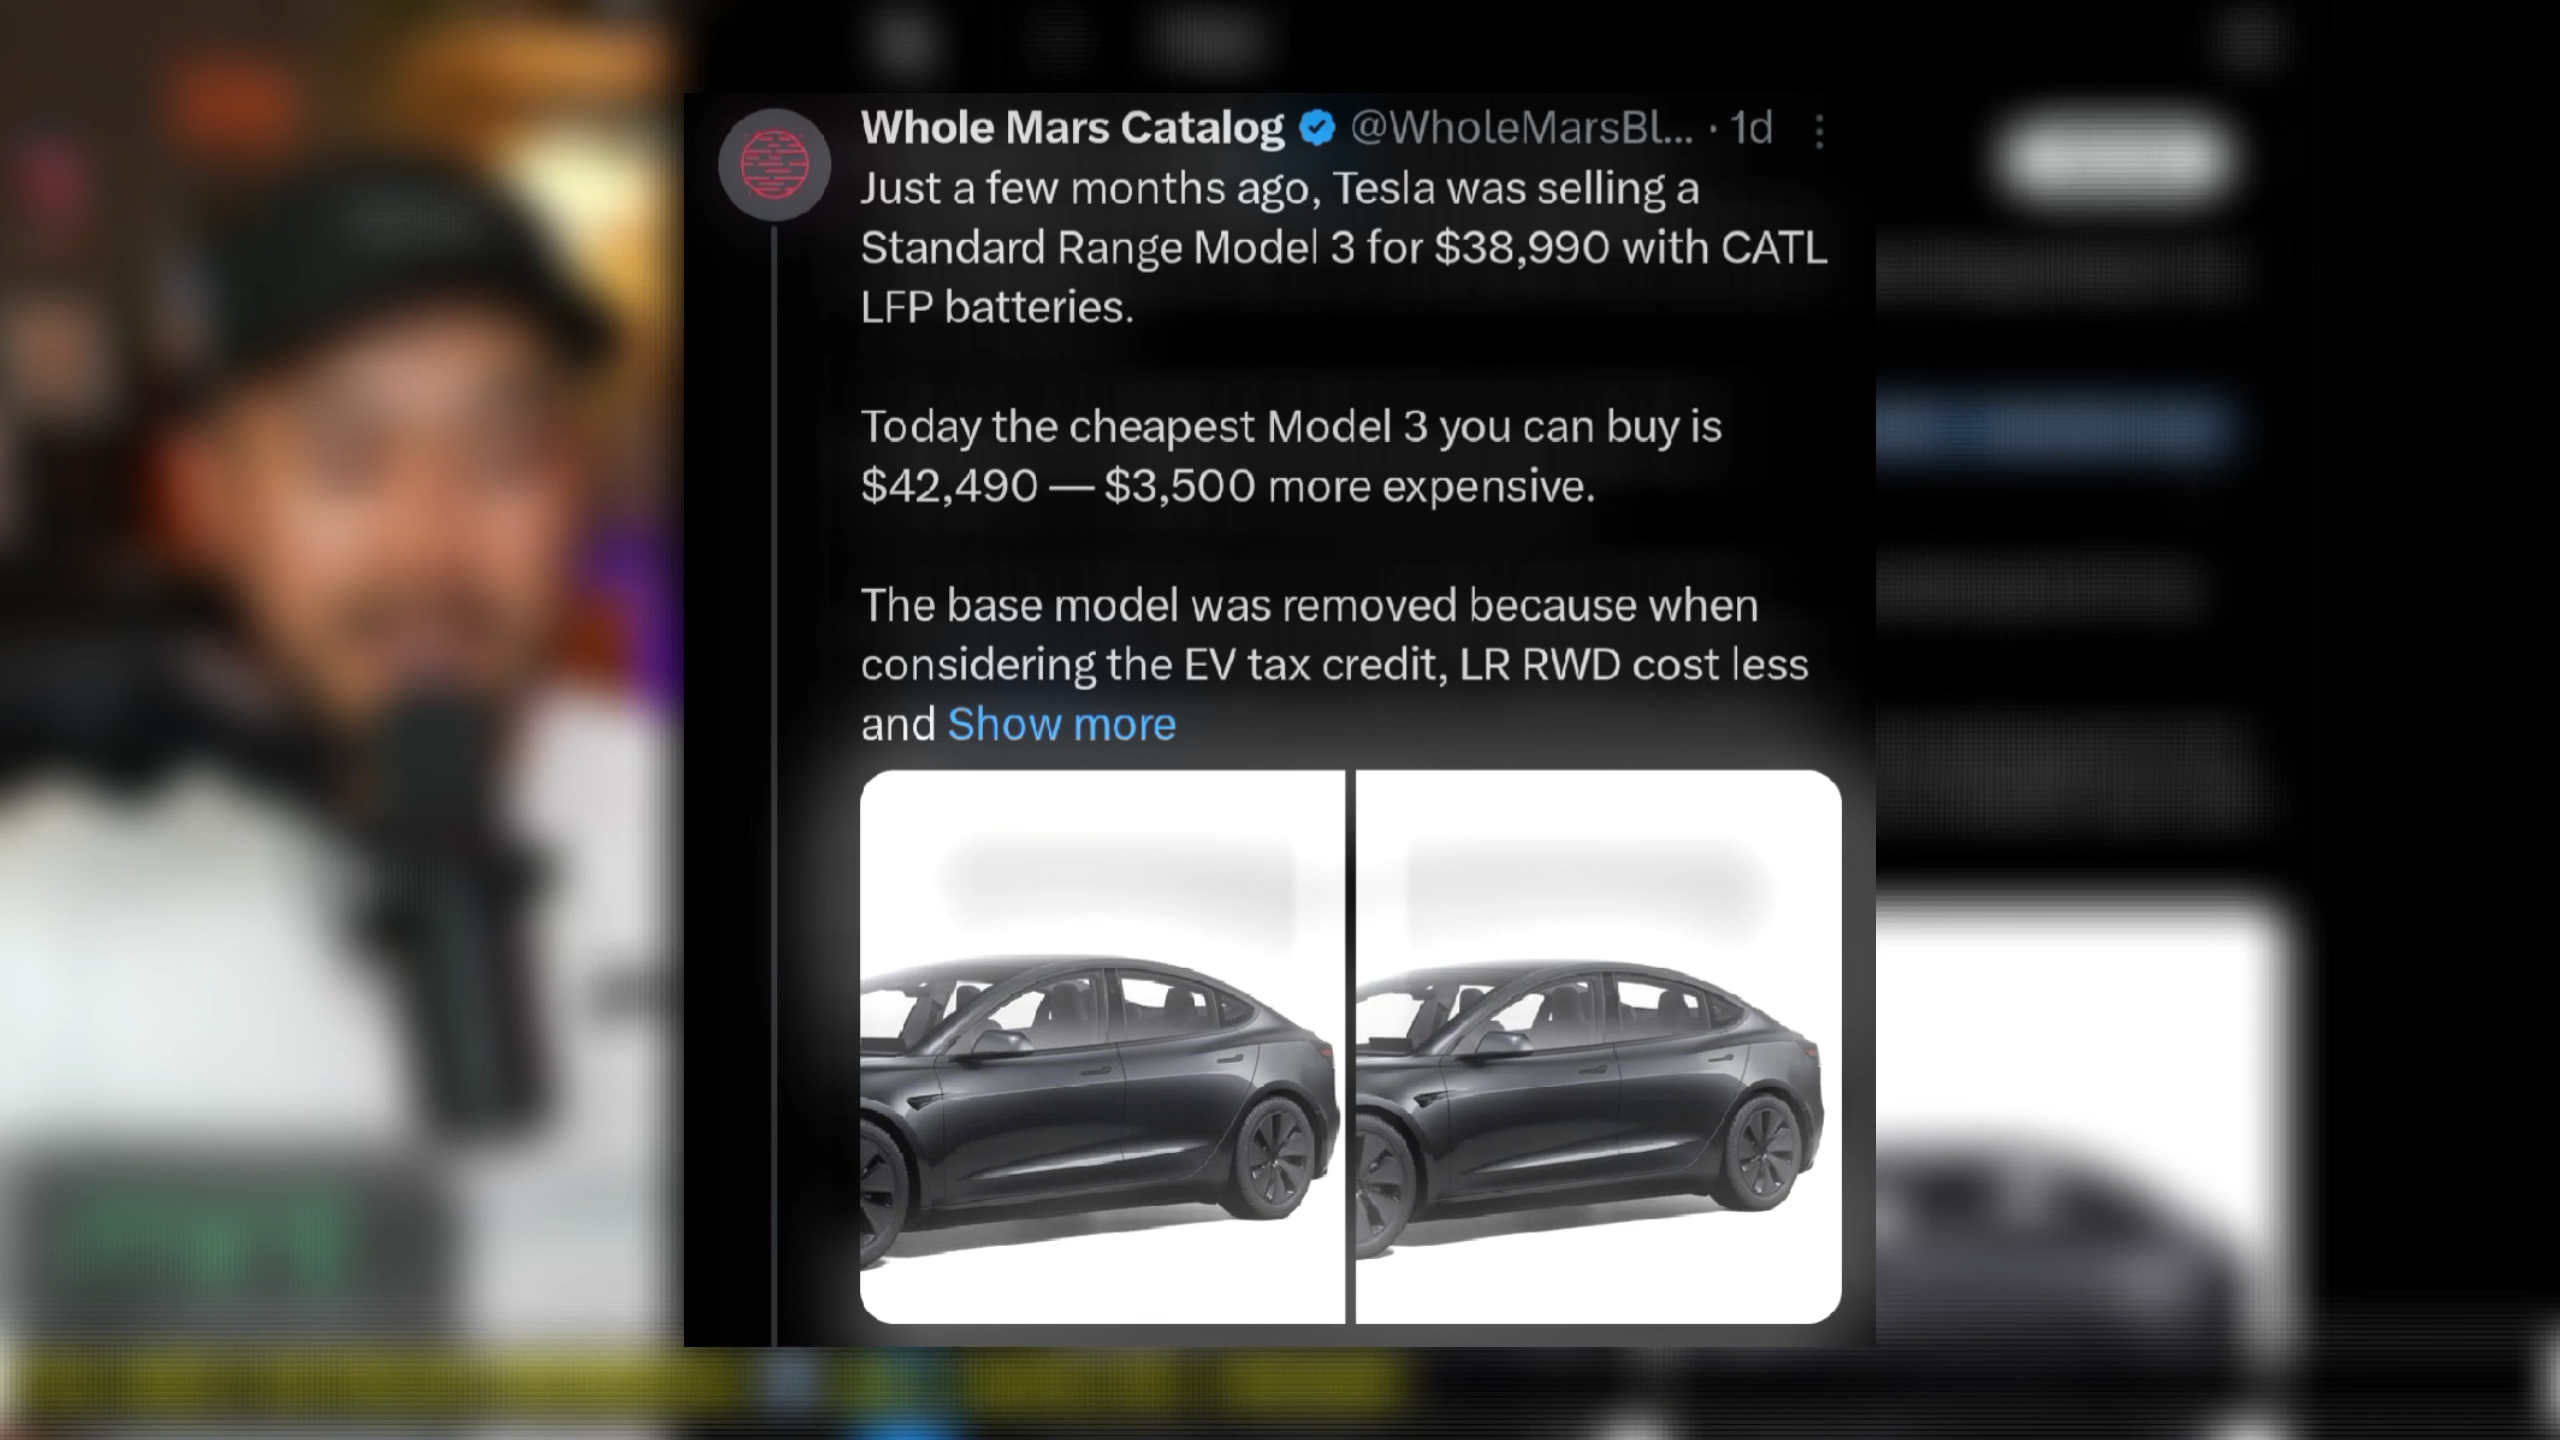 Whole Mars Catalog @WholeMarsBl... · 1d
Just a few months ago, Tesla was selling a
Standard Range Model 3 for $38,990 with CATL
LFP batteries.
Today the cheapest Model 3 you can buy is
$42,490 — $3,500 more expensive.
The base model was removed because when
considering the EV tax credit, LR RWD cost less
and Show more